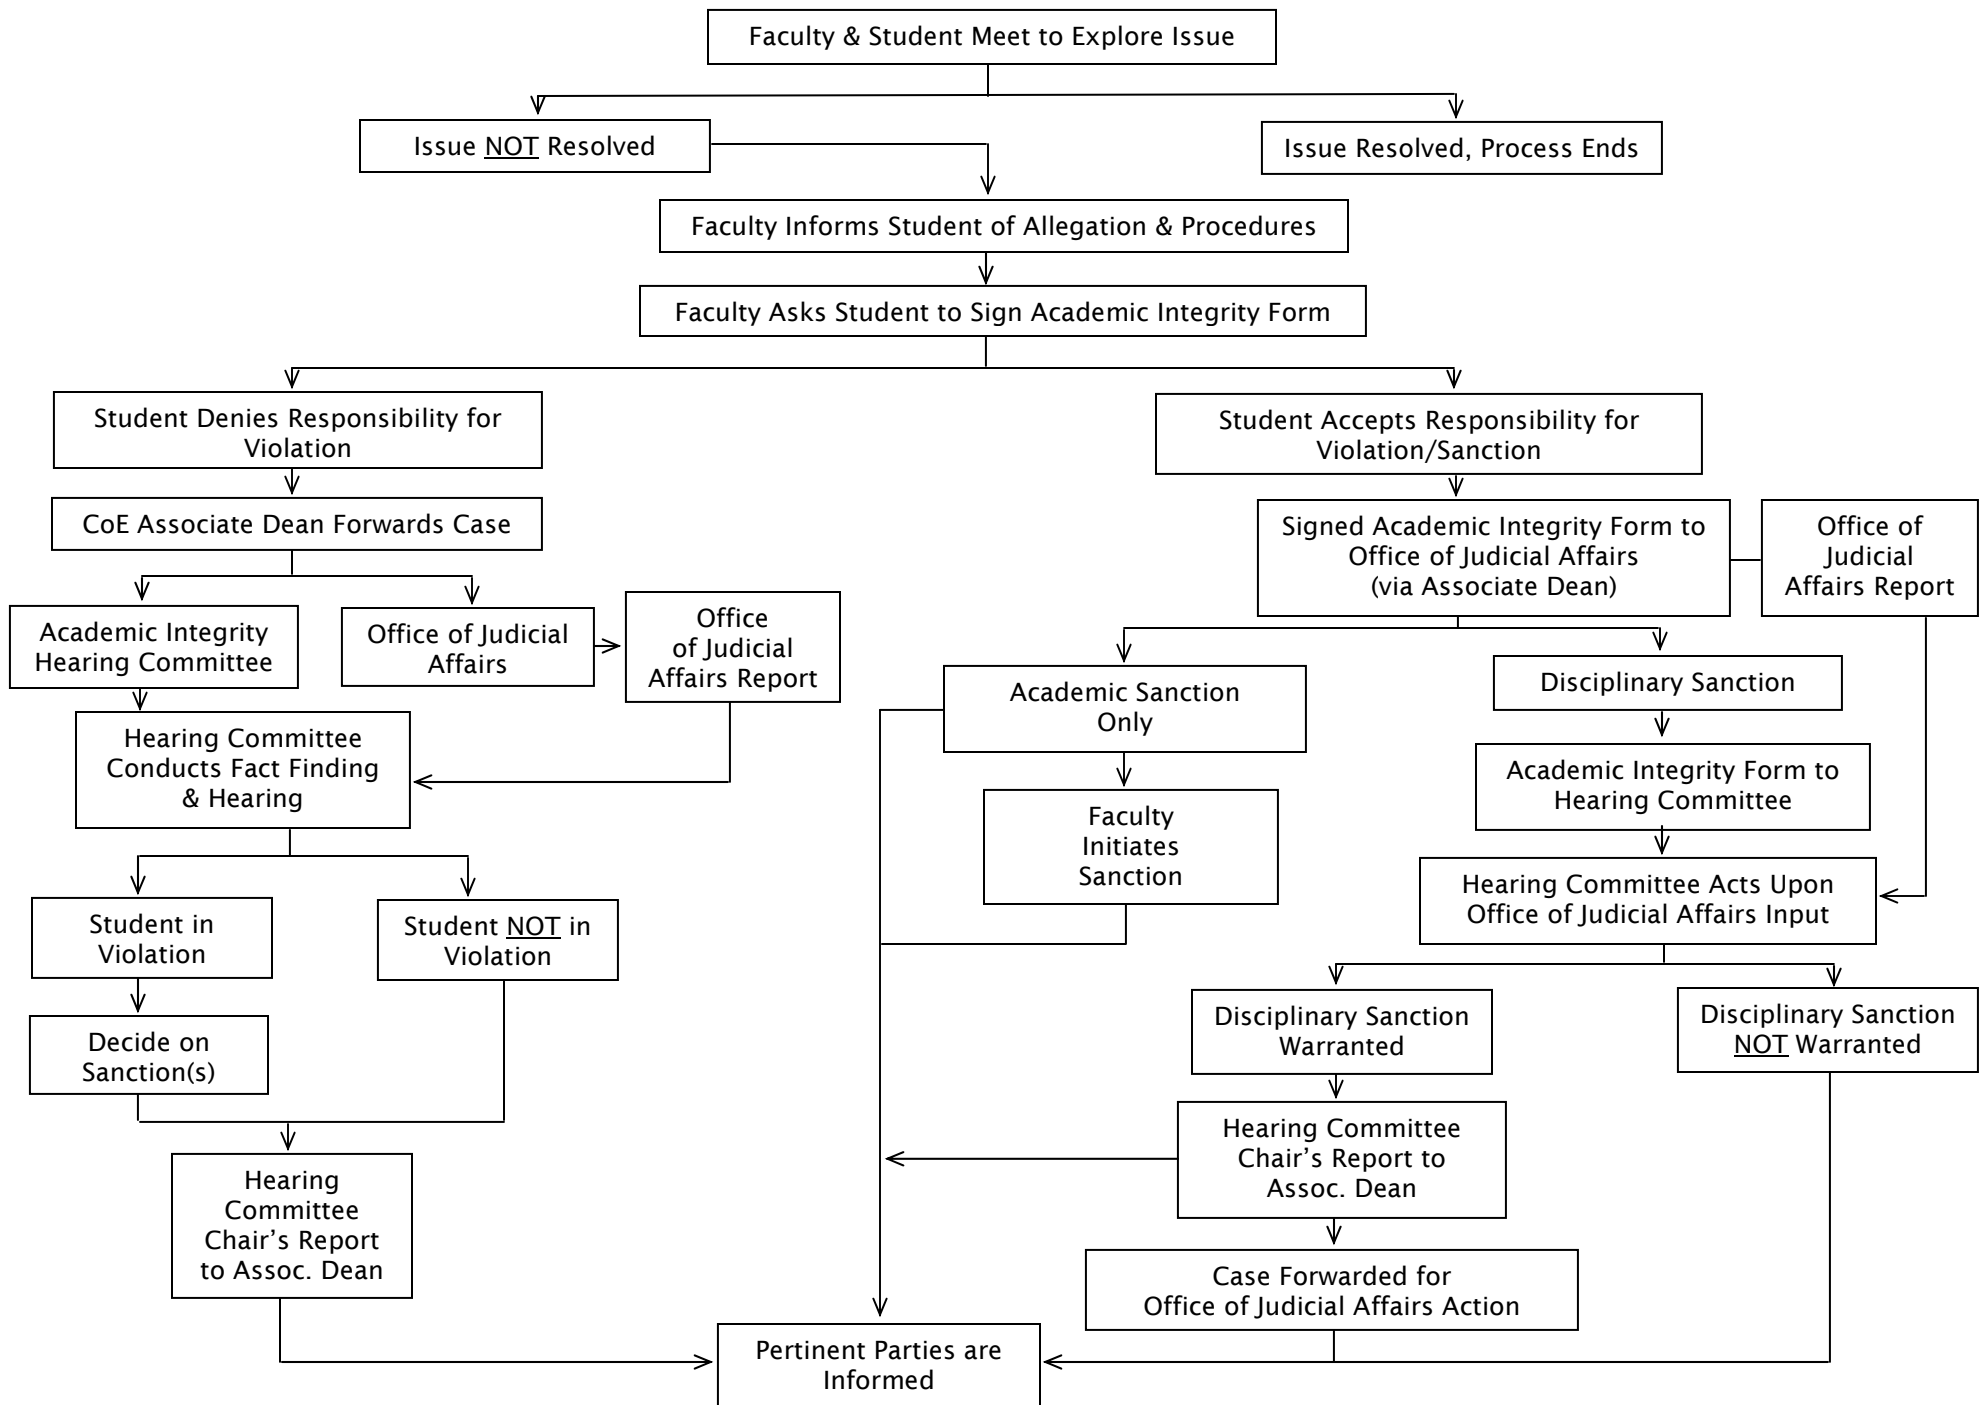 Faculty & Student Meet to Explore Issue
Issue NOT Resolved
Issue Resolved, Process Ends
Faculty Informs Student of Allegation & Procedures
Faculty Asks Student to Sign Academic Integrity Form
Student Denies Responsibility for
Violation
Student Accepts Responsibility for
Violation/Sanction
CoE Associate Dean Forwards Case
Signed Academic Integrity Form to
Office of Judicial Affairs
(via Associate Dean)
Office of
Judicial
Affairs Report
Academic Integrity
Hearing Committee
Office of Judicial
Affairs
Office
of Judicial
Affairs Report
Academic Sanction
Only
Disciplinary Sanction
Hearing Committee
Conducts Fact Finding
& Hearing
Faculty
Initiates
Sanction
Academic Integrity Form to
Hearing Committee
Hearing Committee Acts Upon
Office of Judicial Affairs Input
Student in
Violation
Student NOT in
Violation
Decide on
Sanction(s)
Disciplinary Sanction
Warranted
Disciplinary Sanction
NOT Warranted
Hearing Committee
Chair’s Report to
Assoc. Dean
Hearing
Committee
Chair's Report
to Assoc. Dean
Case Forwarded for
Office of Judicial Affairs Action
Pertinent Parties are
Informed